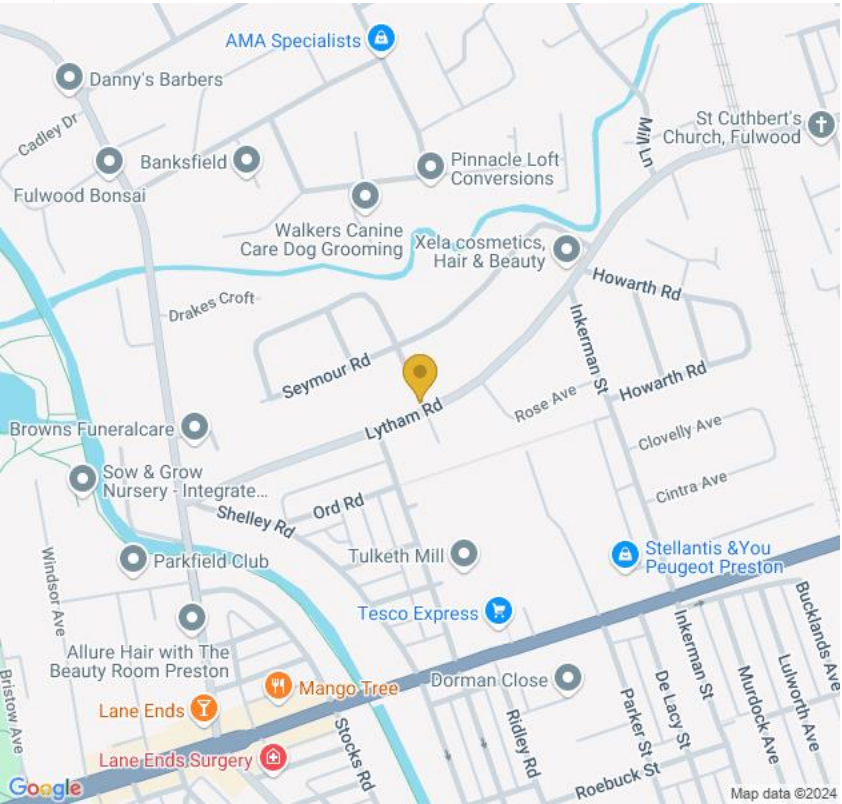 AMA Specialists
Danny's Barbers
Cadley Dr
St Cuthbert's
Church, Fulwood
Mill Ln
Banksfield
Pinnacle Loft
Conversions
Fulwood Bonsai
Walkers Canine
Care Dog Grooming
Xela cosmetics,
Hair & Beauty
Howarth Rd
Drakes Croft
Inkerman St
Seymour Rd
Howarth Rd
Rose Ave
Lytham Rd
Browns Funeralcare
Clovelly Ave
Sow & Grow
Nursery - Integrate...
Cintra Ave
Ord Rd
Shelley Rd
Tulketh Mill
Stellantis &You
Peugeot Preston
Windsor Ave
Parkfield Club
Tesco Express
Allure Hair with The
Beauty Room Preston
Inkerman St
Bucklands Ave
Lulworth Ave
Murdock Ave
De Lacy St
Parker St
Dorman Close
Mango Tree
Lane Ends
Bristow Ave
Stocks Rd
Ridley Rd
Lane Ends Surgery
Roebuck St
Google
Map data ©2024